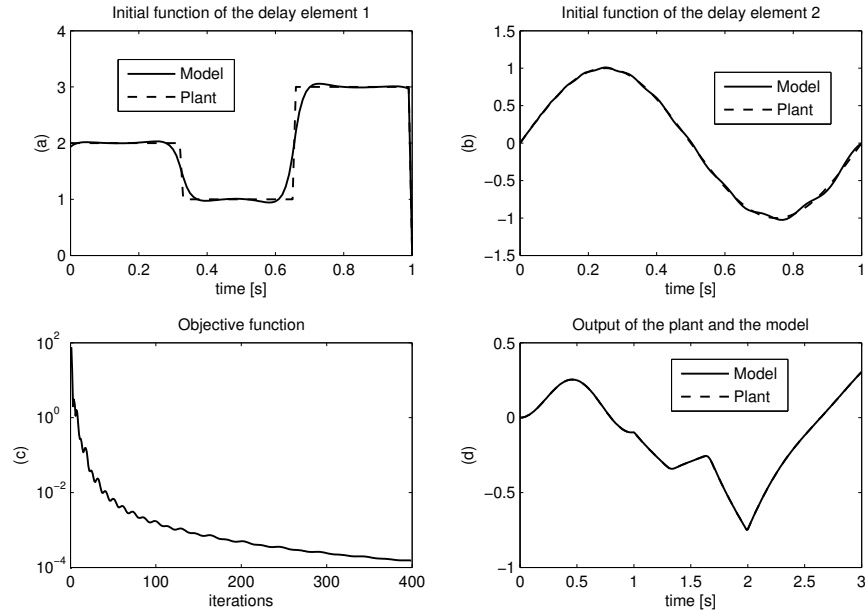 Initial function of the delay element 1
4
3
2
1
0
(a)
Model
Plant
0
0.2
0.4
0.6
0.8
1
time [s]
Initial function of the delay element 2
1.5
1
0.5
0
−0.5
−1
−1.5
(b)
Model
Plant
0
0.2
0.4
0.6
0.8
1
time [s]
Objective function
10^2
10^0
10^−2
10^−4
(c)
0
100
200
300
400
iterations
Output of the plant and the model
0.5
0
−0.5
−1
(d)
Model
Plant
0
0.5
1
1.5
2
2.5
3
time [s]